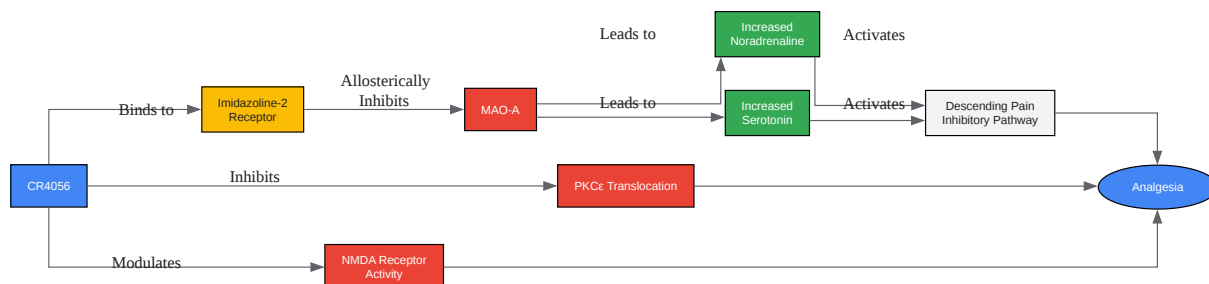 Increased
Noradrenaline
Leads to
Activates
Allosterically
Inhibits
Binds to
Imidazoline-2
Receptor
MAO-A
Leads to
Increased
Serotonin
Activates
Descending Pain
Inhibitory Pathway
CR4056
Inhibits
PKCε Translocation
Analgesia
Modulates
NMDA Receptor
Activity